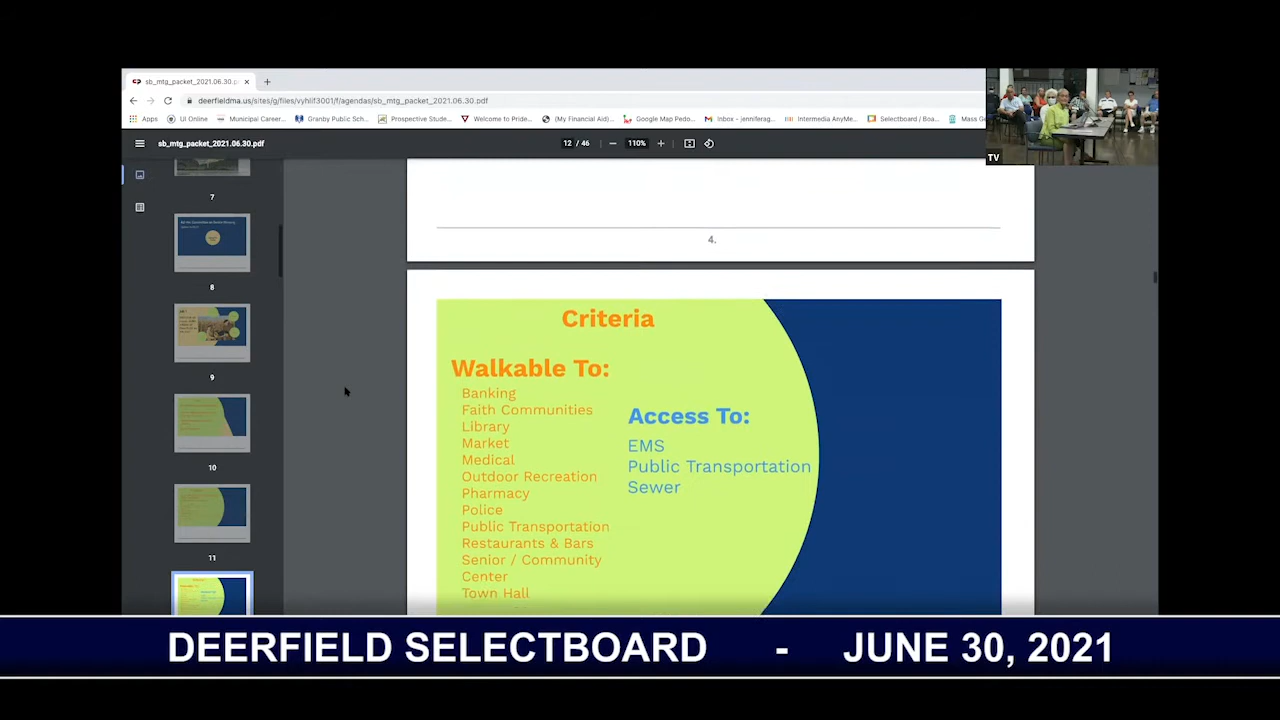 sb_mtg_packet_2021.06.30.p
deerfieldma.us/sites/g/files/vyhlif3001/f/agendas/sb_mtg_packet_2021.06.30.pdf
Apps UI Online Municipal Career... Granby Public Sch... Prospective Stude... Welcome to Pride... (My Financial Aid)... Google Map Pedo... Inbox - jenniferag... Intermedia AnyMe... Selectboard / Boa... Mass G
sb_mtg_packet_2021.06.30.pdf 12 / 46 110%
TV
7
8
9
10
11
4.
Criteria
Walkable To:
Banking
Faith Communities
Library
Market
Medical
Outdoor Recreation
Pharmacy
Police
Public Transportation
Restaurants & Bars
Senior / Community
Center
Town Hall
Access To:
EMS
Public Transportation
Sewer
DEERFIELD SELECTBOARD - JUNE 30, 2021